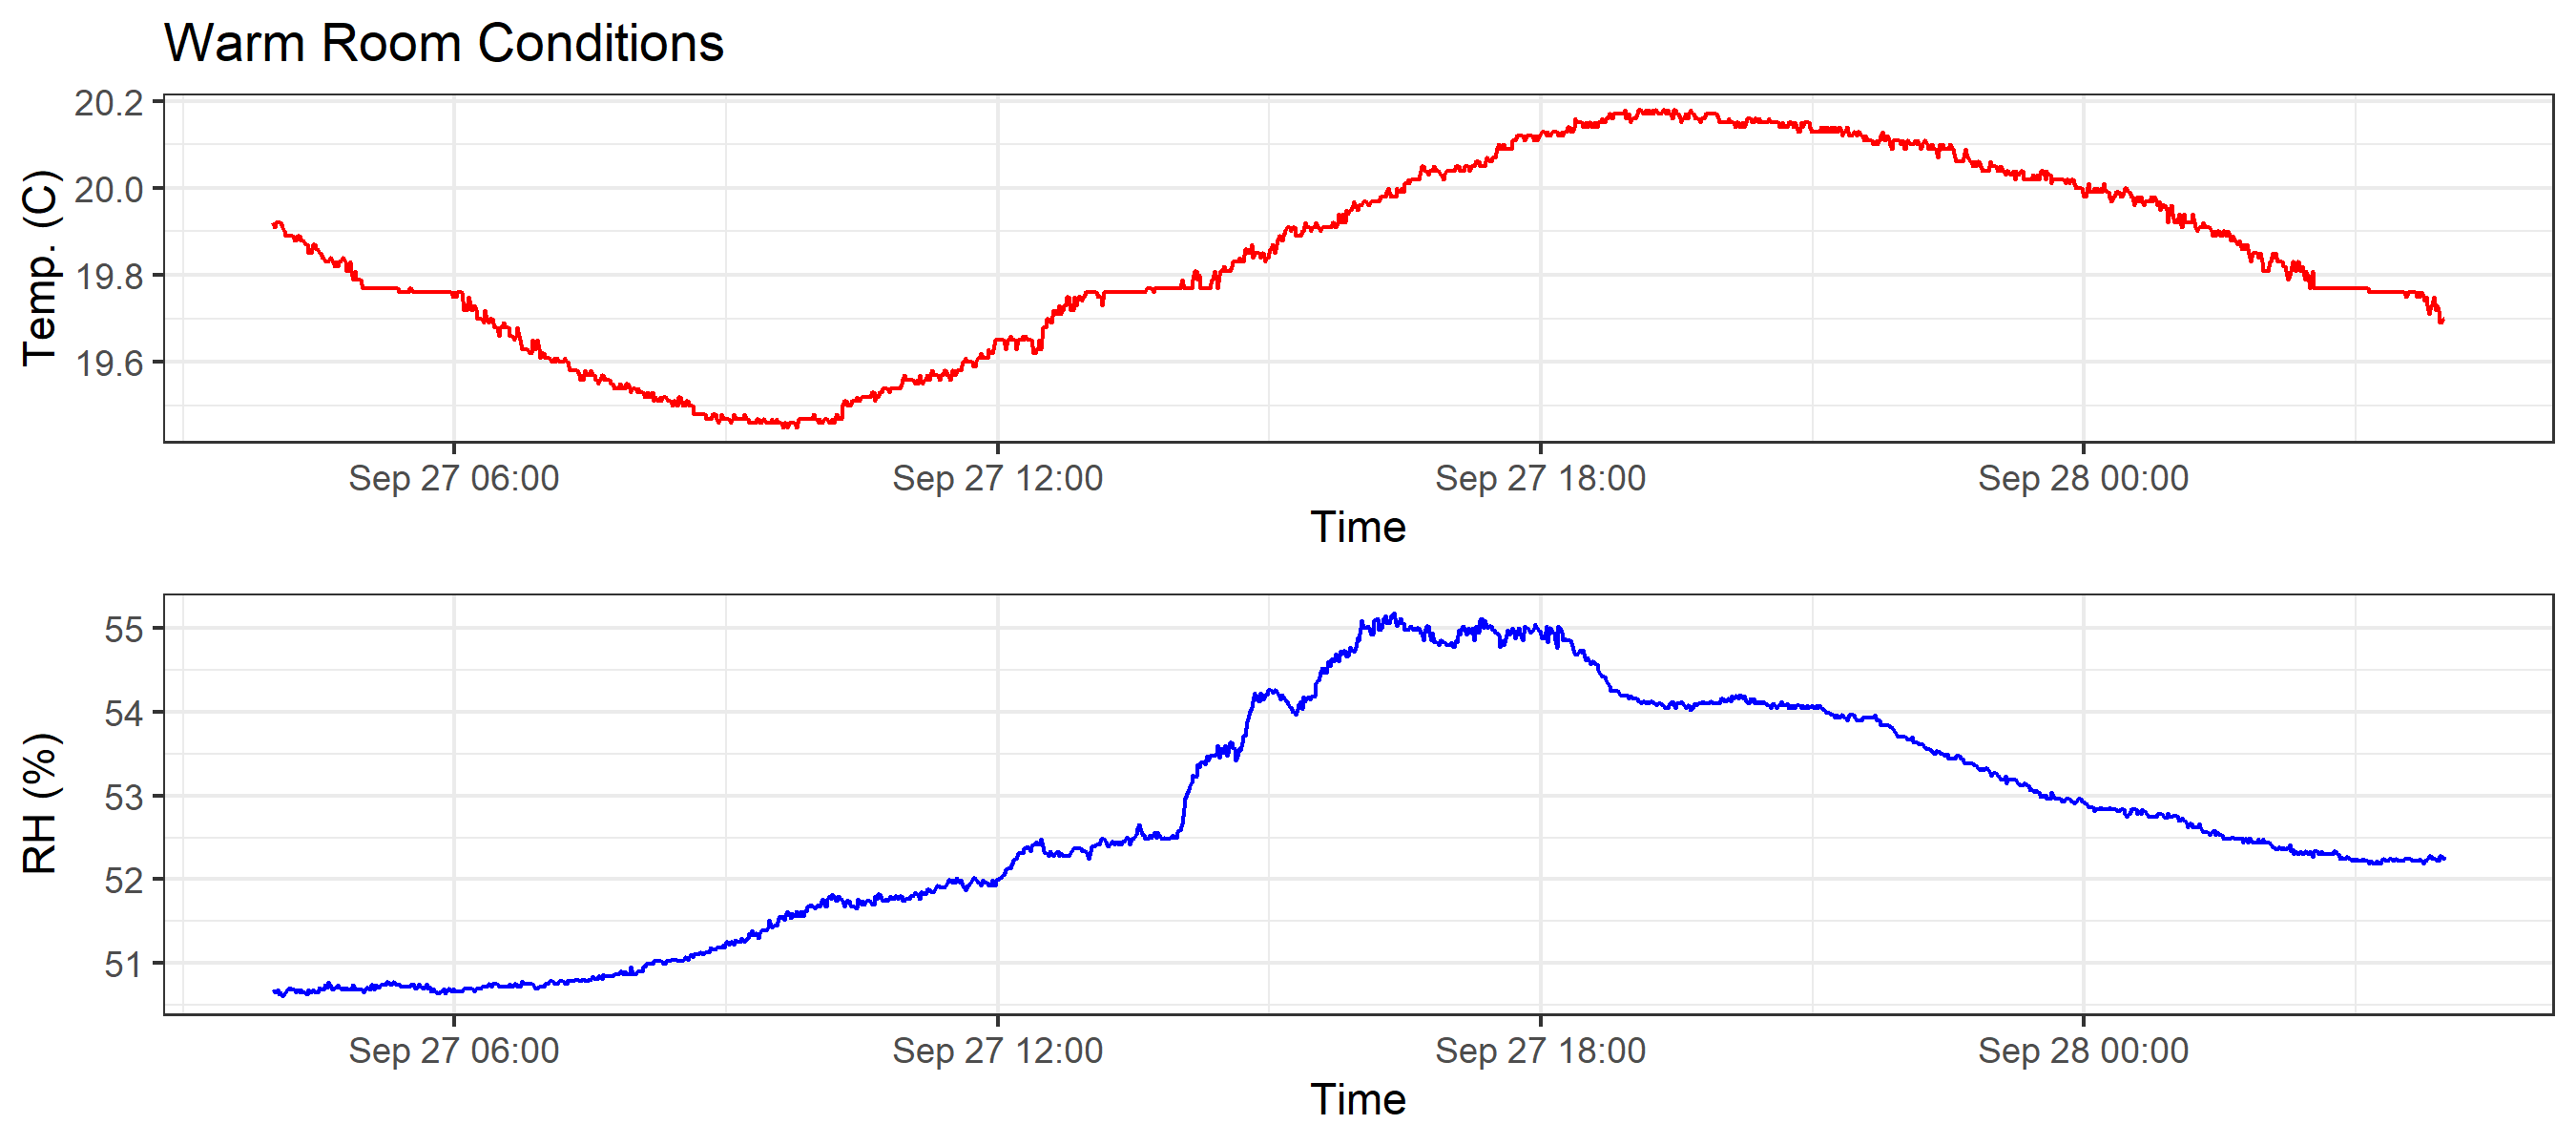 Warm Room Conditions
Temp. (C)
20.2
20.0
19.8
19.6
Sep 27 06:00 Sep 27 12:00 Sep 27 18:00 Sep 28 00:00
Time
RH (%)
55
54
53
52
51
Sep 27 06:00 Sep 27 12:00 Sep 27 18:00 Sep 28 00:00
Time